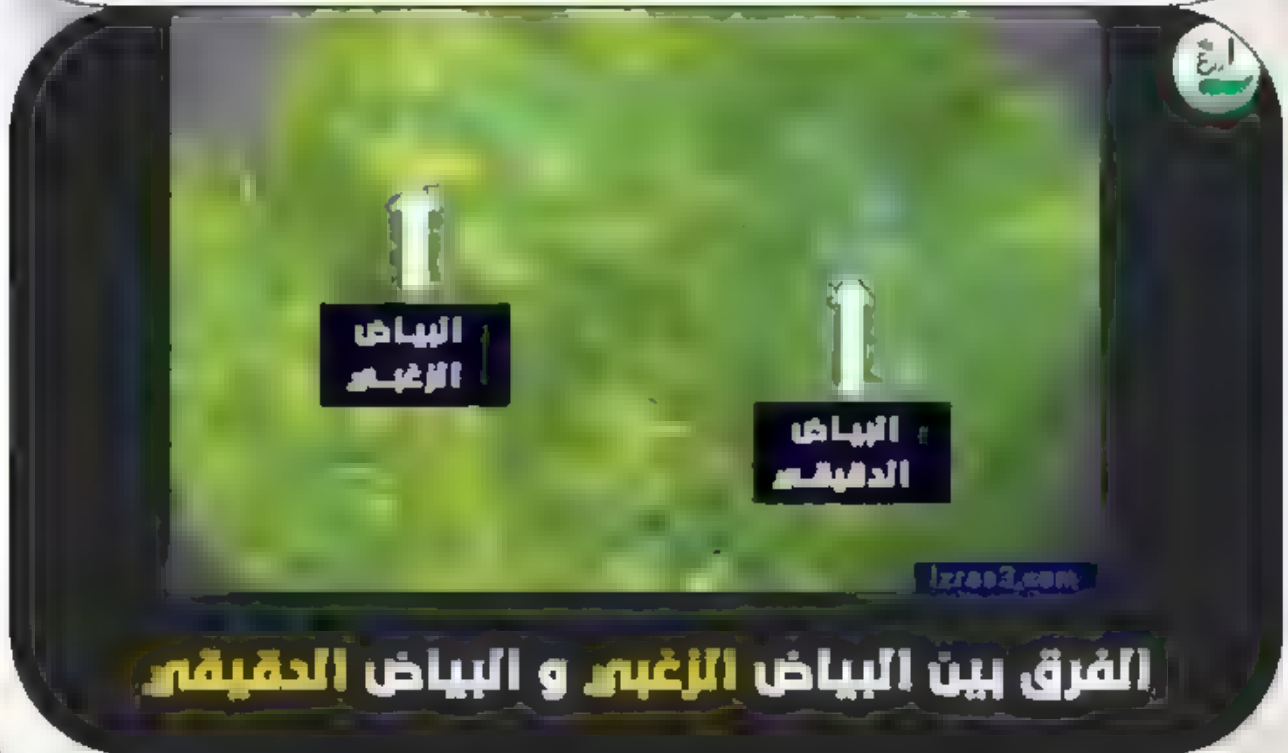 البياض
الزغبي
البياض
الدقيقي
izraa3.com
الفرق بين البياض الزغبي و البياض الدقيقي